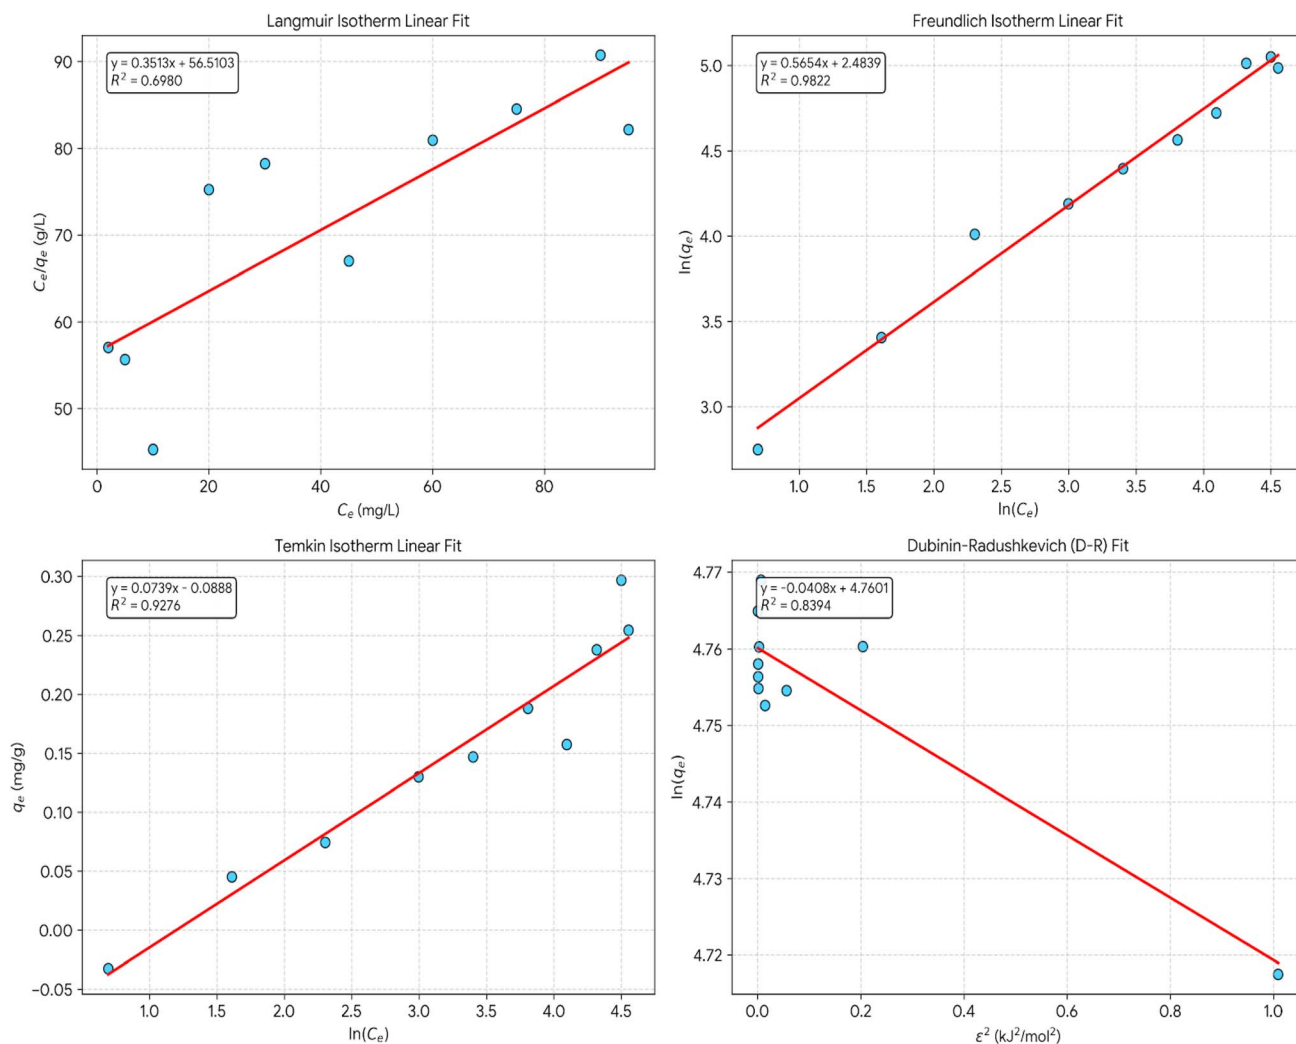 Langmuir Isotherm Linear Fit
y = 0.3513x + 56.5103
R² = 0.6980
90
80
70
60
50
Cₑ/qₑ (g/L)
0 20 40 60 80
Cₑ (mg/L)
Freundlich Isotherm Linear Fit
y = 0.5654x + 2.4839
R² = 0.9822
5.0
4.5
4.0
3.5
3.0
ln(qₑ)
1.0 1.5 2.0 2.5 3.0 3.5 4.0 4.5
ln(Cₑ)
Temkin Isotherm Linear Fit
y = 0.0739x - 0.0888
R² = 0.9276
0.30
0.25
0.20
0.15
0.10
0.05
0.00
−0.05
qₑ (mg/g)
1.0 1.5 2.0 2.5 3.0 3.5 4.0 4.5
ln(Cₑ)
Dubinin-Radushkevich (D-R) Fit
y = -0.0408x + 4.7601
R² = 0.8394
4.77
4.76
4.75
4.74
4.73
4.72
ln(qₑ)
0.0 0.2 0.4 0.6 0.8 1.0
ε² (kJ²/mol²)